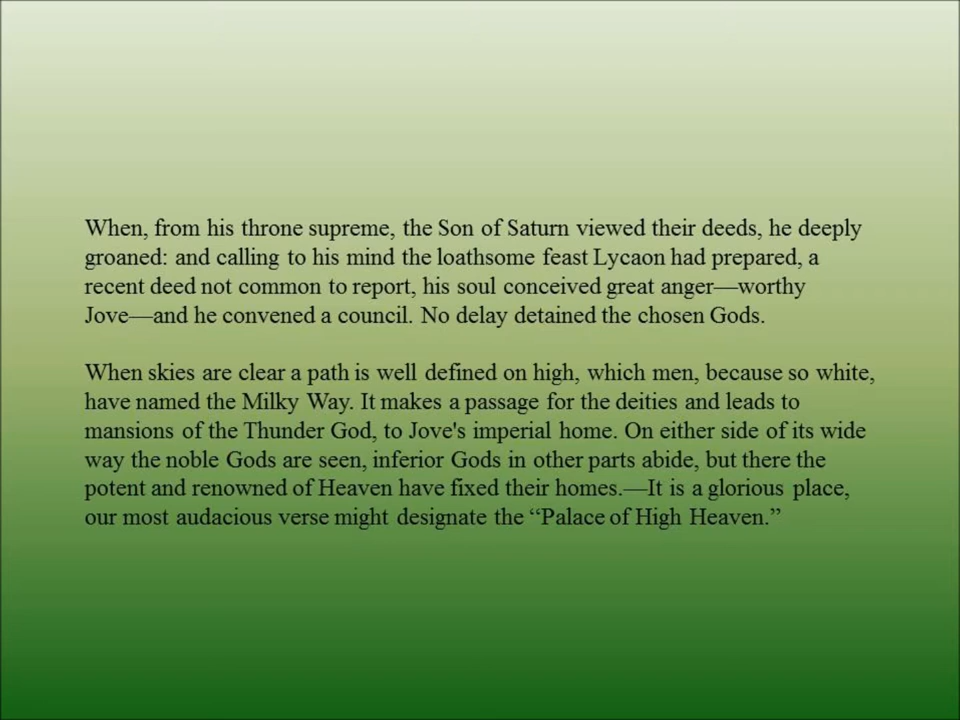 When, from his throne supreme, the Son of Saturn viewed their deeds, he deeply
groaned: and calling to his mind the loathsome feast Lycaon had prepared, a
recent deed not common to report, his soul conceived great anger—worthy
Jove—and he convened a council. No delay detained the chosen Gods.
When skies are clear a path is well defined on high, which men, because so white,
have named the Milky Way. It makes a passage for the deities and leads to
mansions of the Thunder God, to Jove's imperial home. On either side of its wide
way the noble Gods are seen, inferior Gods in other parts abide, but there the
potent and renowned of Heaven have fixed their homes.—It is a glorious place,
our most audacious verse might designate the “Palace of High Heaven.”